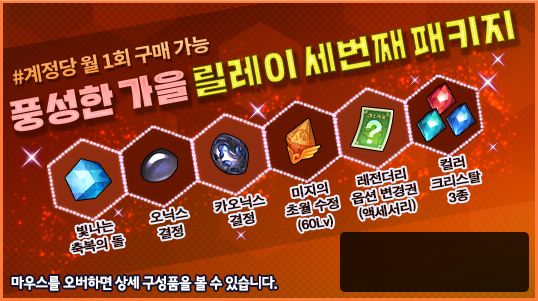 #계정당 월 1회 구매 가능
풍성한 가을 릴레이 세번째 패키지
빛나는
축복의 돌
오닉스
결정
카오닉스
결정
미지의
초월 수정
(60Lv)
레전더리
옵션 변경권
(액세서리)
컬러
크리스탈
3종
마우스를 오버하면 상세 구성품을 볼 수 있습니다.